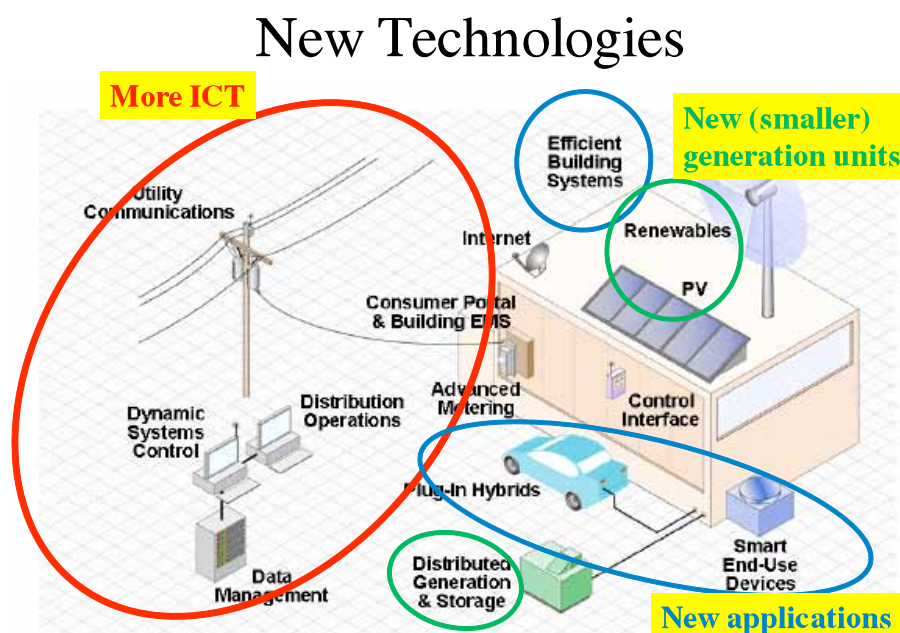 New Technologies
More ICT
New (smaller)
generation units
Efficient
Building
Systems
Utility
Communications
Renewables
Internet
PV
Consumer Portal
& Building EMS
Advanced
Metering
Control
Interface
Distribution
Operations
Dynamic
Systems
Control
Plug-In Hybrids
Data
Management
Distributed
Generation
& Storage
Smart
End-Use
Devices
New applications